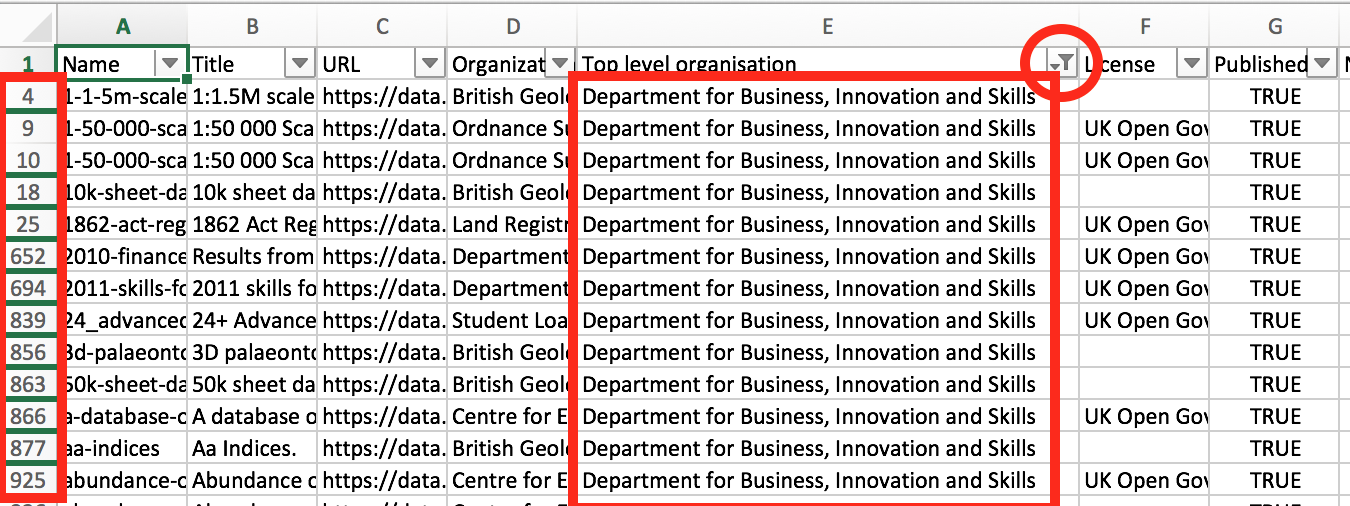 A B C D E F G
1 Name Title URL Organizat Top level organisation License Published
4 1-1-5m-scale 1:1.5M scale https://data. British Geol Department for Business, Innovation and Skills TRUE
9 1-50-000-sca 1:50 000 Sca https://data. Ordnance Su Department for Business, Innovation and Skills UK Open Gov TRUE
10 1-50-000-sca 1:50 000 Sca https://data. Ordnance Su Department for Business, Innovation and Skills UK Open Gov TRUE
18 10k-sheet-da 10k sheet da https://data. British Geol Department for Business, Innovation and Skills TRUE
25 1862-act-reg 1862 Act Reg https://data. Land Registr Department for Business, Innovation and Skills UK Open Gov TRUE
652 2010-finance Results from https://data. Department Department for Business, Innovation and Skills UK Open Gov TRUE
694 2011-skills-fo 2011 skills fo https://data. Department Department for Business, Innovation and Skills UK Open Gov TRUE
839 24_advanced 24+ Advance https://data. Student Loa Department for Business, Innovation and Skills UK Open Gov TRUE
856 3d-palaeonto 3D palaeonto https://data. British Geol Department for Business, Innovation and Skills TRUE
863 50k-sheet-da 50k sheet da https://data. British Geol Department for Business, Innovation and Skills TRUE
866 a-database-o A database o https://data. Centre for E Department for Business, Innovation and Skills UK Open Gov TRUE
877 aa-indices Aa Indices. https://data. British Geol Department for Business, Innovation and Skills TRUE
925 abundance-o Abundance o https://data. Centre for E Department for Business, Innovation and Skills UK Open Gov TRUE